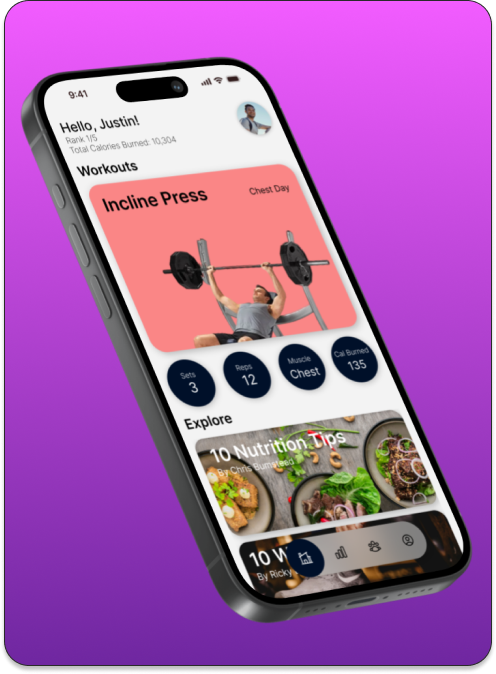 9:41
Hello, Justin!
Rank 1/5
Total Calories Burned: 10,304
Workouts
Incline Press
Chest Day
Sets
3
Reps
12
Muscle
Chest
Cal Burned
135
Explore
10 Nutrition Tips
By Chris Bumstead
10 W
By Ricky